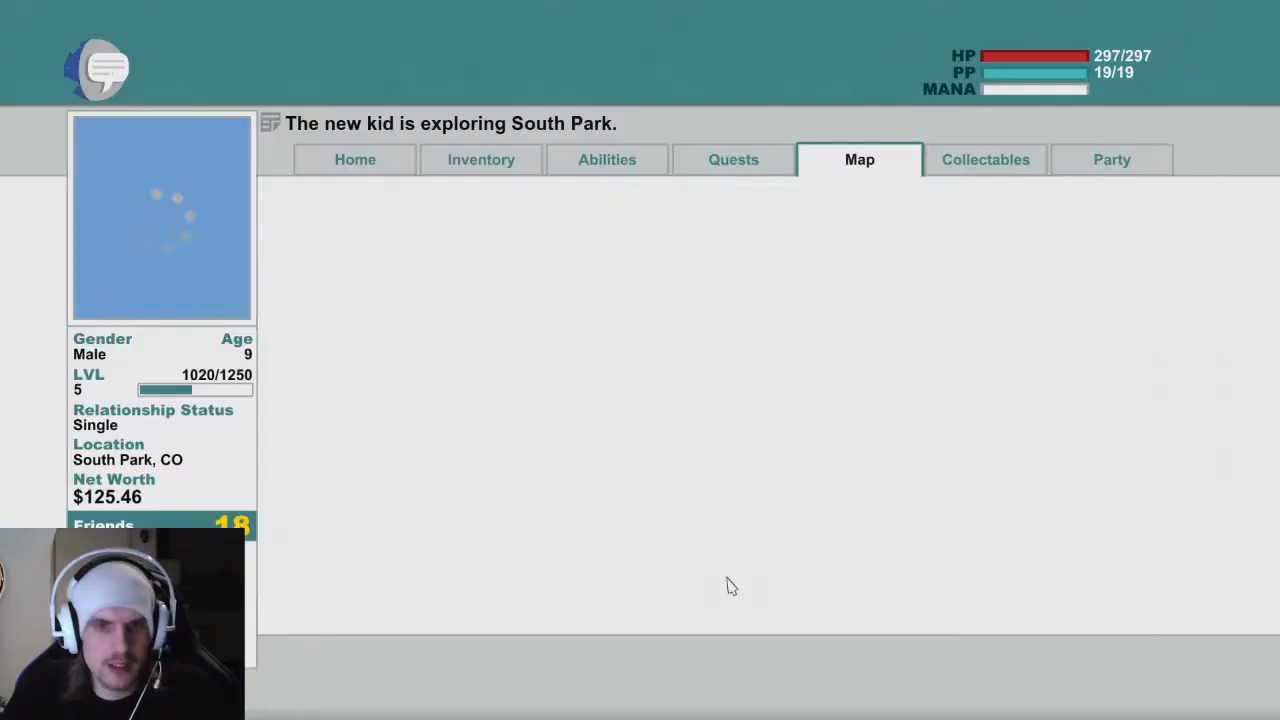 HP 297/297
PP 19/19
MANA
The new kid is exploring South Park.
Home Inventory Abilities Quests Map Collectables Party
Gender Age
Male 9
LVL 1020/1250
5
Relationship Status
Single
Location
South Park, CO
Net Worth
$125.46
Friends 18